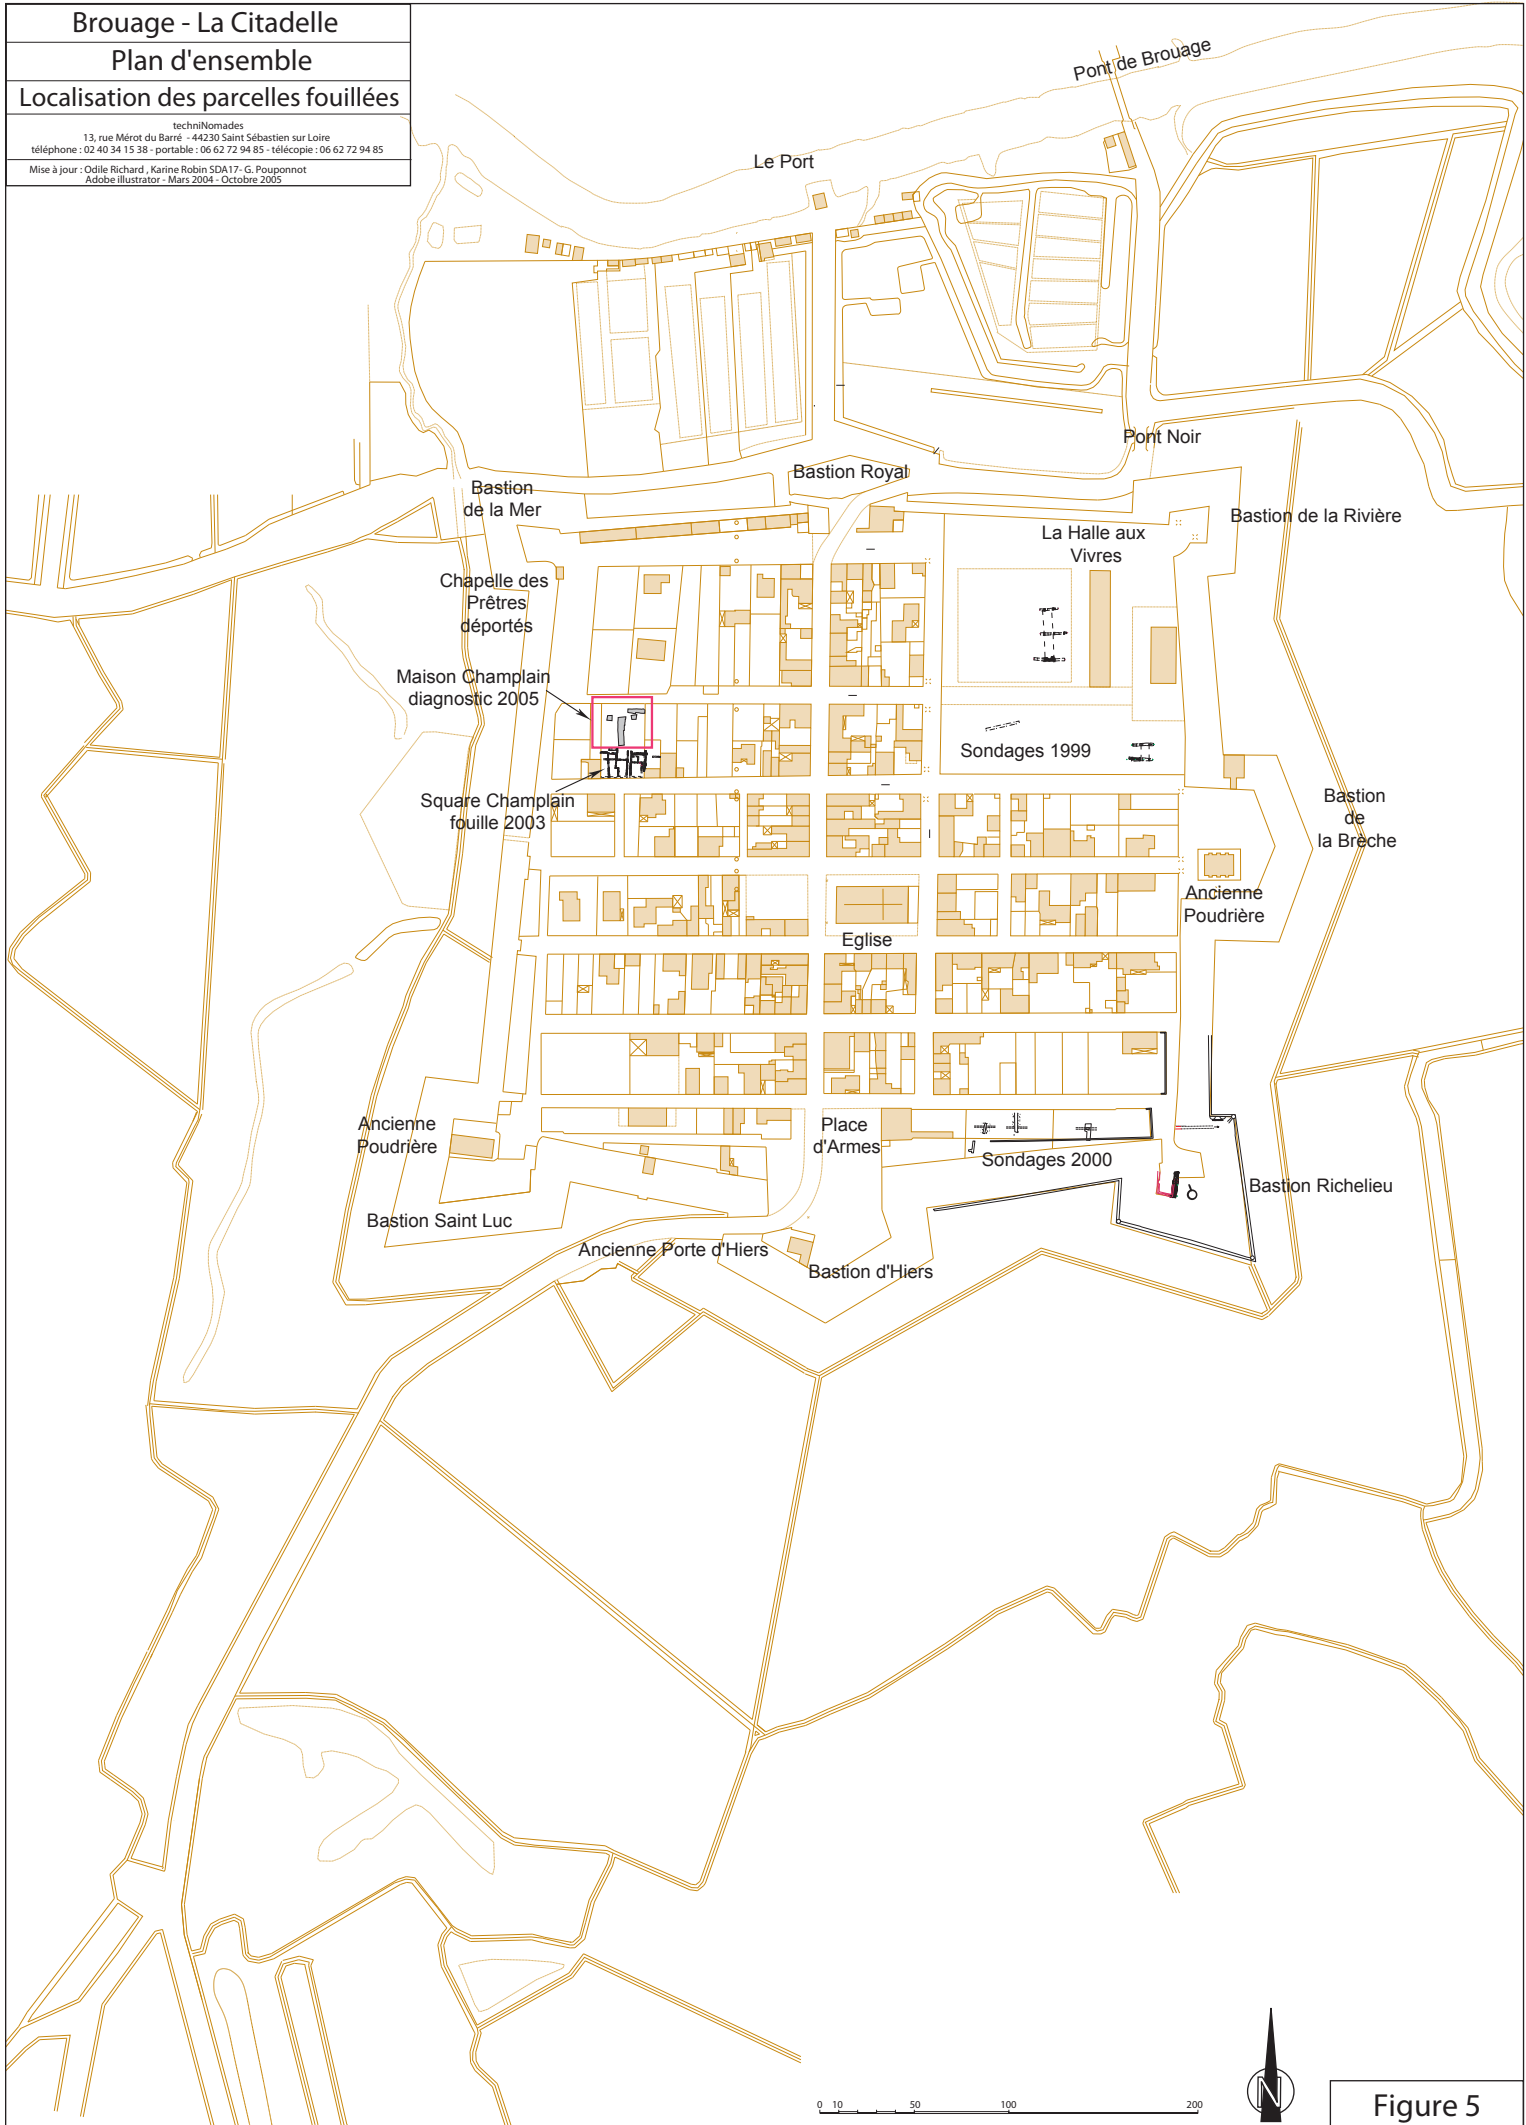 Brouage - La Citadelle
Plan d'ensemble
Localisation des parcelles fouillées
techniNomades
13, rue Mérot du Barré - 44230 Saint Sébastien sur Loire
téléphone : 02 40 34 15 38 - portable : 06 62 72 94 85 - télécopie : 06 62 72 94 85
Mise à jour : Odile Richard , Karine Robin SDA17- G. Pouponnot
Adobe illustrator - Mars 2004 - Octobre 2005
Pont de Brouage
Le Port
Pont Noir
Bastion Royal
Bastion
de la Mer
Bastion de la Rivière
La Halle aux
Vivres
Chapelle des
Prêtres
déportés
Maison Champlain
diagnostic 2005
Sondages 1999
Square Champlain
fouille 2003
Bastion
de
la Brèche
Ancienne
Poudrière
Eglise
Ancienne
Poudrière
Place
d'Armes
Sondages 2000
Bastion Richelieu
Bastion Saint Luc
Ancienne Porte d'Hiers
Bastion d'Hiers
0 10 50 100 200
N
Figure 5